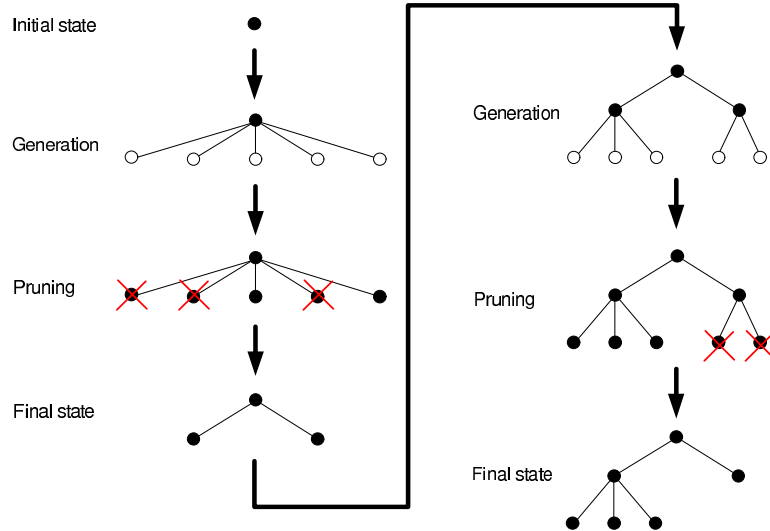 Initial state
Generation
Pruning
Final state
Generation
Pruning
Final state